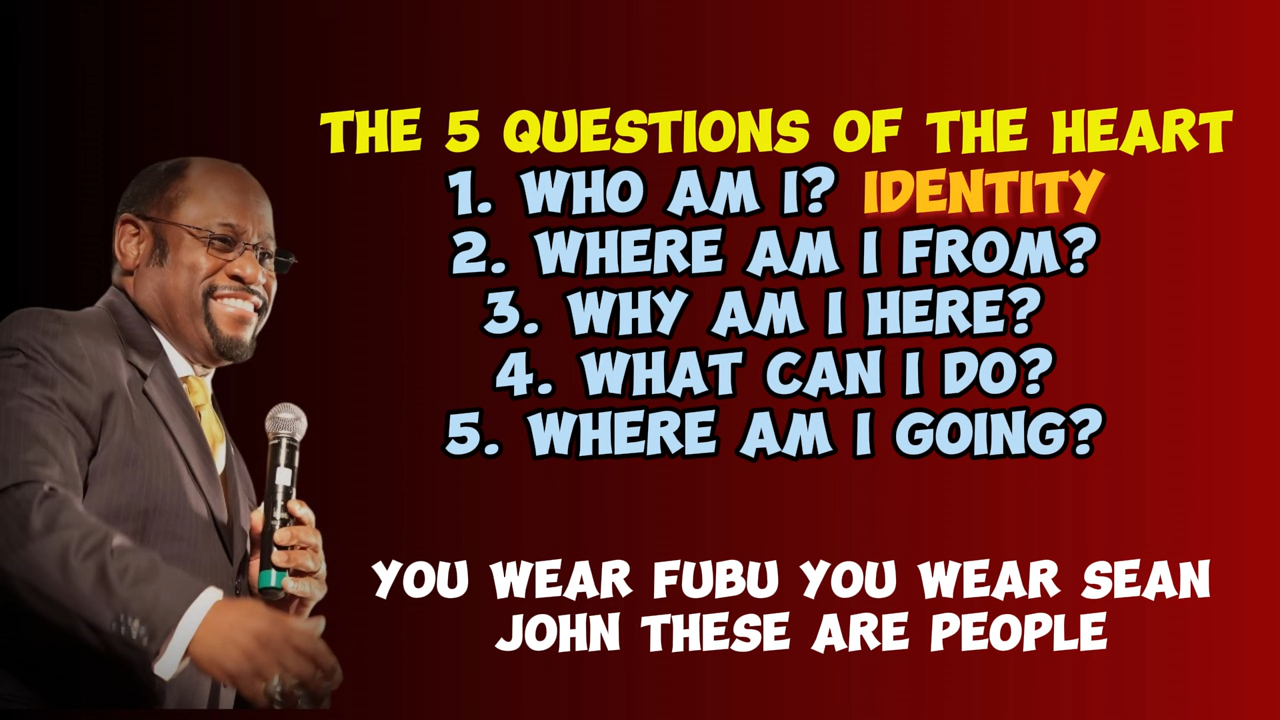 THE 5 QUESTIONS OF THE HEART
1. WHO AM I? IDENTITY
2. WHERE AM I FROM?
3. WHY AM I HERE?
4. WHAT CAN I DO?
5. WHERE AM I GOING?
YOU WEAR FUBU YOU WEAR SEAN
JOHN THESE ARE PEOPLE